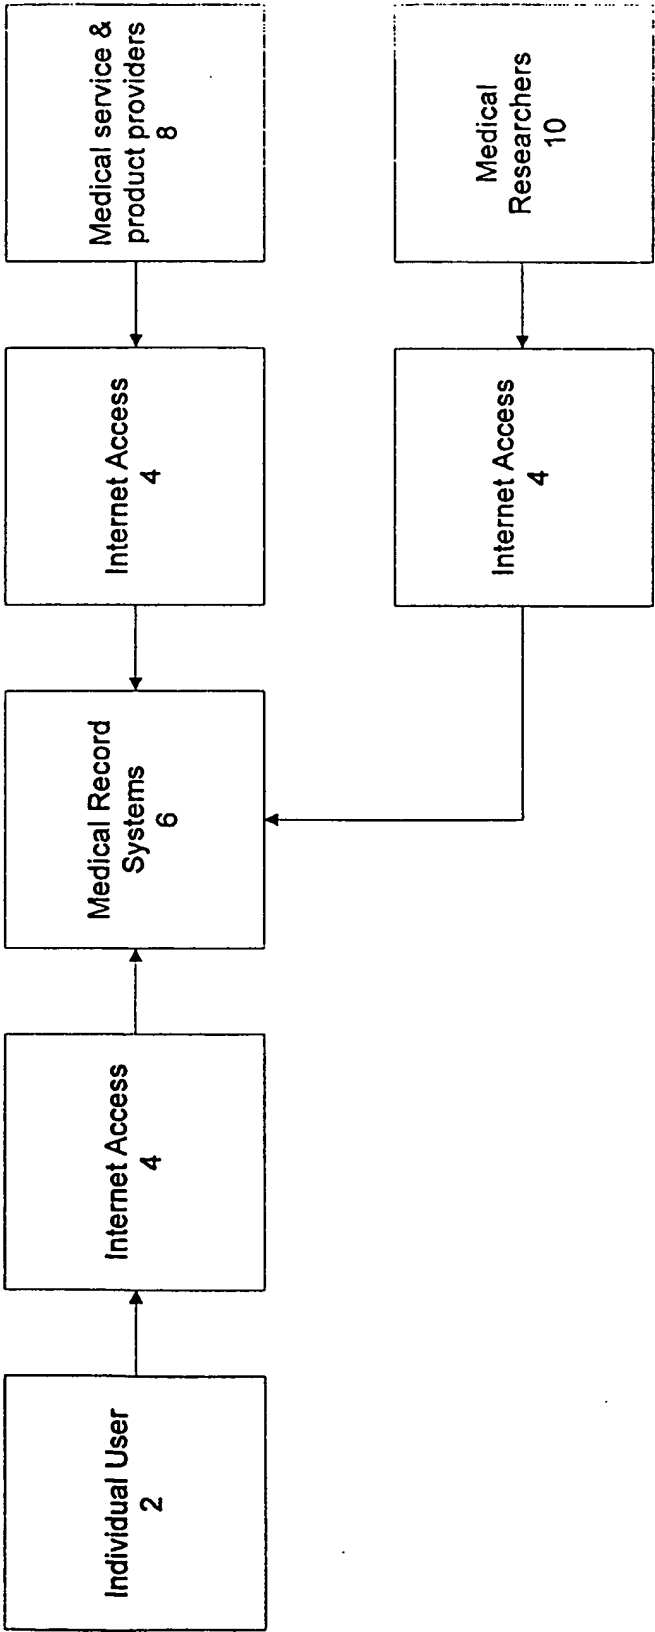 Individual User
2
Internet Access
4
Medical Record
Systems
6
Internet Access
4
Medical service &
product providers
8
Internet Access
4
Medical
Researchers
10